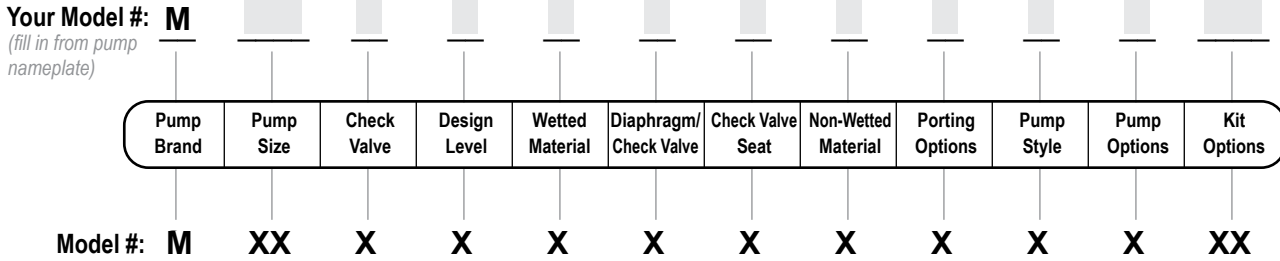 Your Model #: M
(fill in from pump
nameplate)
Pump Pump Check Design Wetted Diaphragm/ Check Valve Non-Wetted Porting Pump Pump Kit
Brand Size Valve Level Material Check Valve Seat Material Options Style Options Options
Model #: M XX X X X X X X X X X XX